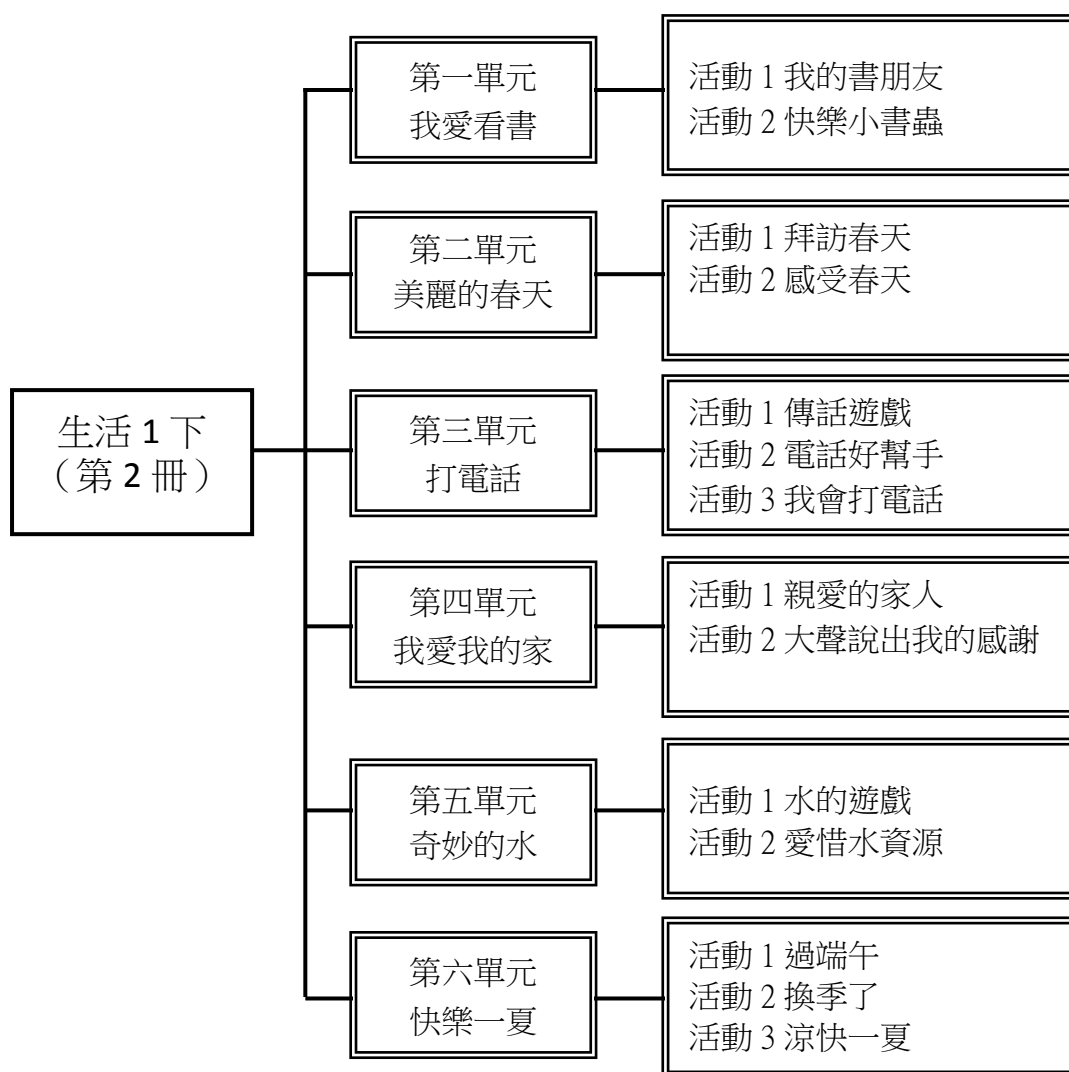 生活 1 下
（第 2 冊）
第一單元
我愛看書
活動 1 我的書朋友
活動 2 快樂小書蟲
第二單元
美麗的春天
活動 1 拜訪春天
活動 2 感受春天
第三單元
打電話
活動 1 傳話遊戲
活動 2 電話好幫手
活動 3 我會打電話
第四單元
我愛我的家
活動 1 親愛的家人
活動 2 大聲說出我的感謝
第五單元
奇妙的水
活動 1 水的遊戲
活動 2 愛惜水資源
第六單元
快樂一夏
活動 1 過端午
活動 2 換季了
活動 3 涼快一夏